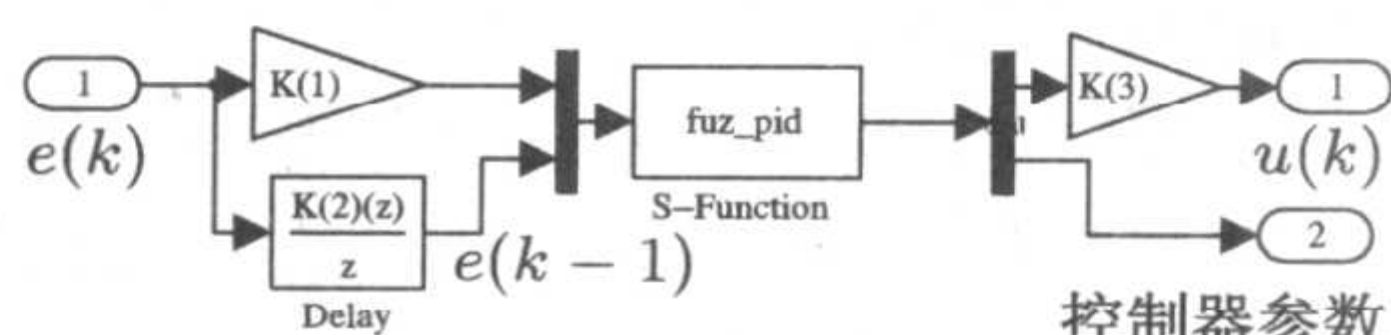 1
e(k)
K(1)
K(2)(z)
z
Delay
e(k − 1)
fuz_pid
S−Function
K(3)
1
u(k)
2
控制器参数